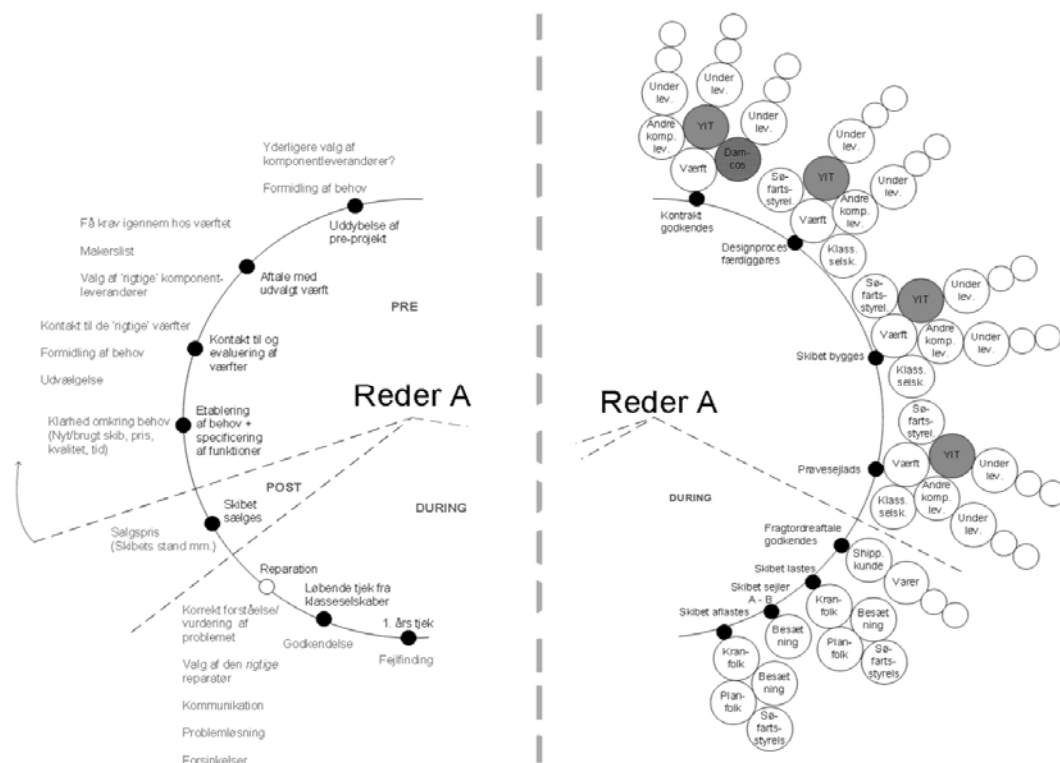 Yderligere valg af
komponentleverandører?
Formidling af behov
Uddybelse af
pre-projekt
Få krav igennem hos værftet
Makerslist
Valg af 'rigtige' komponent-
leverandører
Aftale med
udvalgt værft
PRE
Kontakt til de 'rigtige' værfter
Formidling af behov
Udvælgelse
Kontakt til og
evaluering af
værfter
Reder A
Klarhed omkring behov
(Nyt/brugt skib, pris,
kvalitet, tid)
Etablering
af behov +
specificering
af funktioner
POST
DURING
Skibet
sælges
Salgspris
(Skibets stand mm.)
Reparation
Løbende tjek fra
klasseselskaber
1. års tjek
Korrekt forståelse/
vurdering af
problemet
Godkendelse
Fejlfinding
Valg af den rigtige
reparatør
Kommunikation
Problemløsning
Forsinkelser
Under
lev.
Under
lev.
Under
lev.
Andre
komp.
lev.
YIT
Dam-
cos
Værft
Kontrakt
godkendes
Under
lev.
Under
lev.
Sø-
farts-
styrel.
YIT
Andre
komp.
lev.
Værft
Klass.
selsk.
Designproces
færdiggøres
Sø-
farts-
styrel.
YIT
Under
lev.
Værft
Andre
komp.
lev.
Under
lev.
Klass.
selsk.
Skibet bygges
Reder A
Sø-
farts-
styrel.
Værft
YIT
Under
lev.
Klass.
selsk.
Andre
komp.
lev.
Under
lev.
Prøvesejlads
DURING
Fragtordreaftale
godkendes
Shipp.
kunde
Varer
Skibet lastes
Kran-
folk
Besæt
ning
Plan-
folk
Sø-
farts-
styrels
Skibet sejler
A - B
Besæt
ning
Skibet aflastes
Kran-
folk
Besæt
ning
Plan-
folk
Sø-
farts-
styrels